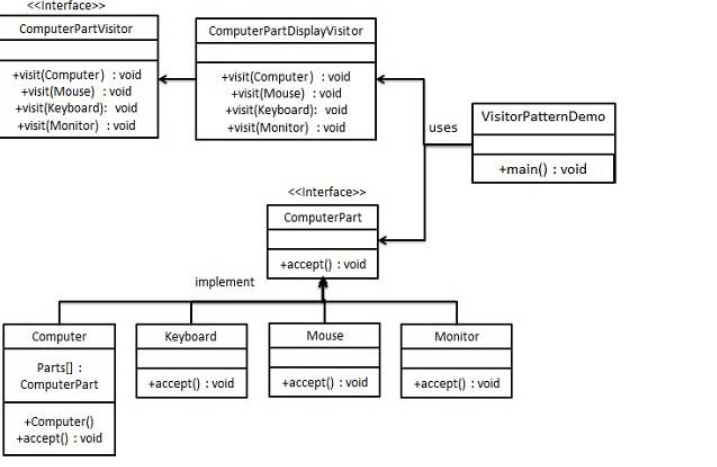 <<Interface>>
ComputerPartVisitor
+visit(Computer) : void
+visit(Mouse) : void
+visit(Keyboard): void
+visit(Monitor) : void
ComputerPartDisplayVisitor
+visit(Computer) : void
+visit(Mouse) : void
+visit(Keyboard): void
+visit(Monitor) : void
uses
VisitorPatternDemo
+main() : void
<<Interface>>
ComputerPart
+accept() : void
implement
Computer
Parts[] :
ComputerPart
+Computer()
+accept() : void
Keyboard
+accept() : void
Mouse
+accept() : void
Monitor
+accept() : void